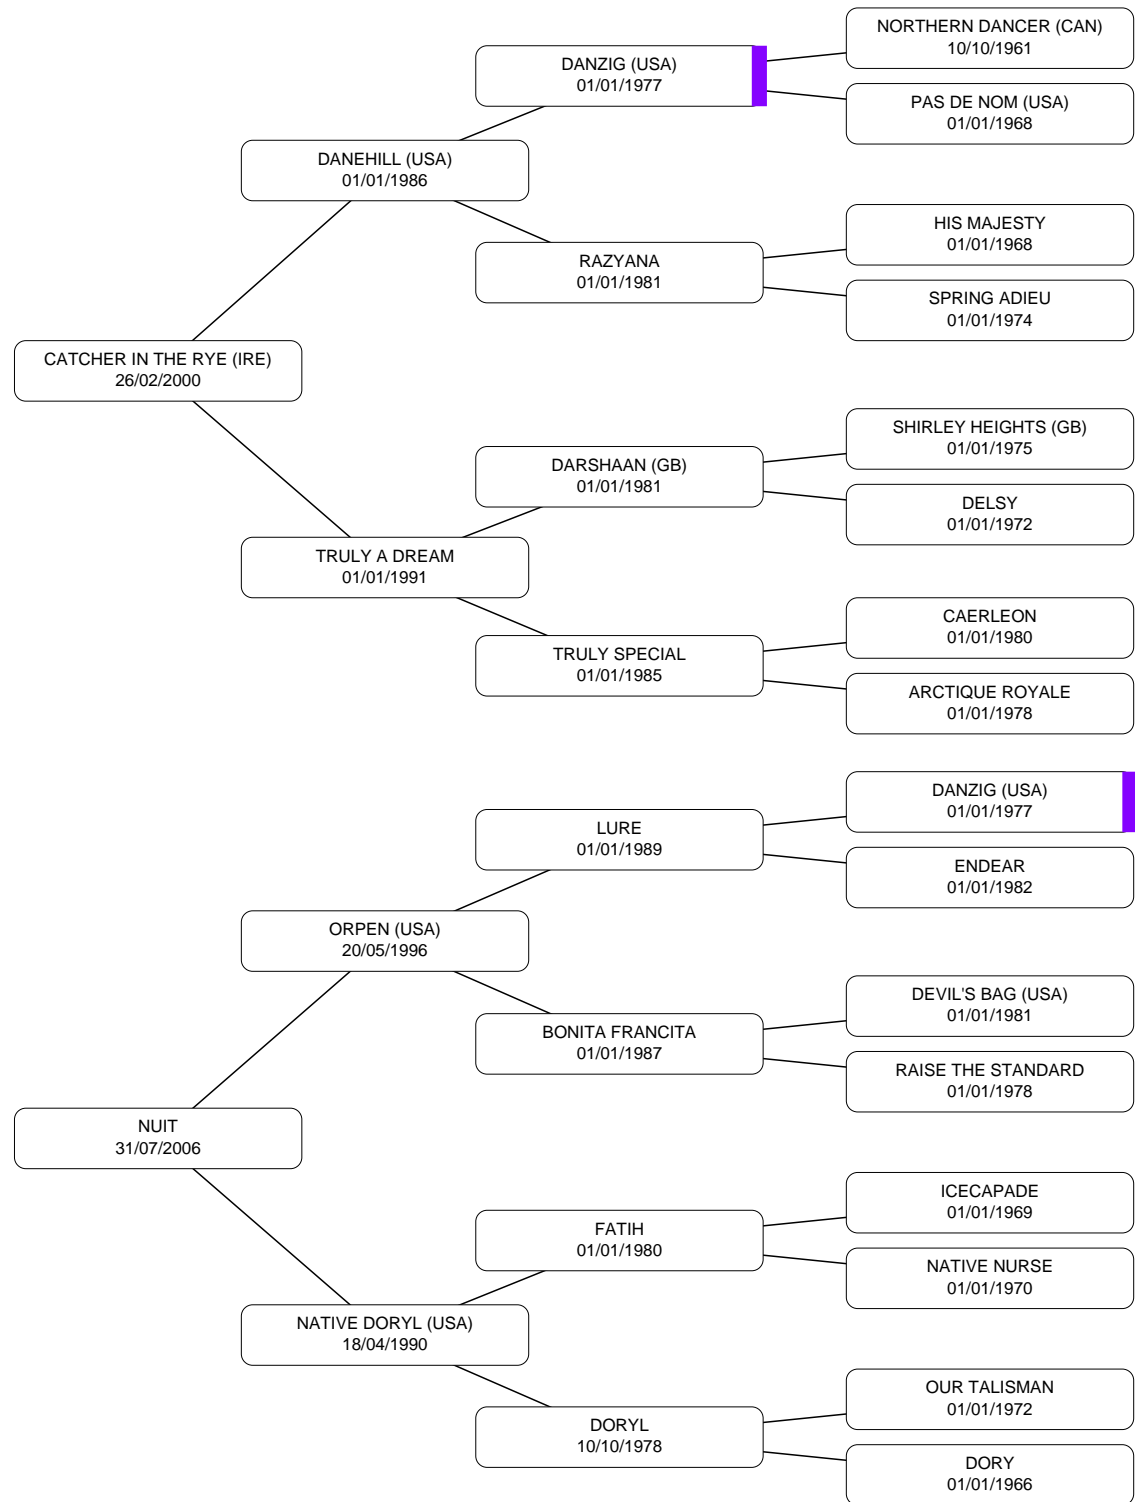 NORTHERN DANCER (CAN)
10/10/1961
DANZIG (USA)
01/01/1977
PAS DE NOM (USA)
01/01/1968
DANEHILL (USA)
01/01/1986
HIS MAJESTY
01/01/1968
RAZYANA
01/01/1981
SPRING ADIEU
01/01/1974
CATCHER IN THE RYE (IRE)
26/02/2000
SHIRLEY HEIGHTS (GB)
01/01/1975
DARSHAAN (GB)
01/01/1981
DELSY
01/01/1972
TRULY A DREAM
01/01/1991
CAERLEON
01/01/1980
TRULY SPECIAL
01/01/1985
ARCTIQUE ROYALE
01/01/1978
DANZIG (USA)
01/01/1977
LURE
01/01/1989
ENDEAR
01/01/1982
ORPEN (USA)
20/05/1996
DEVIL'S BAG (USA)
01/01/1981
BONITA FRANCITA
01/01/1987
RAISE THE STANDARD
01/01/1978
NUIT
31/07/2006
ICECAPADE
01/01/1969
FATIH
01/01/1980
NATIVE NURSE
01/01/1970
NATIVE DORYL (USA)
18/04/1990
OUR TALISMAN
01/01/1972
DORYL
10/10/1978
DORY
01/01/1966